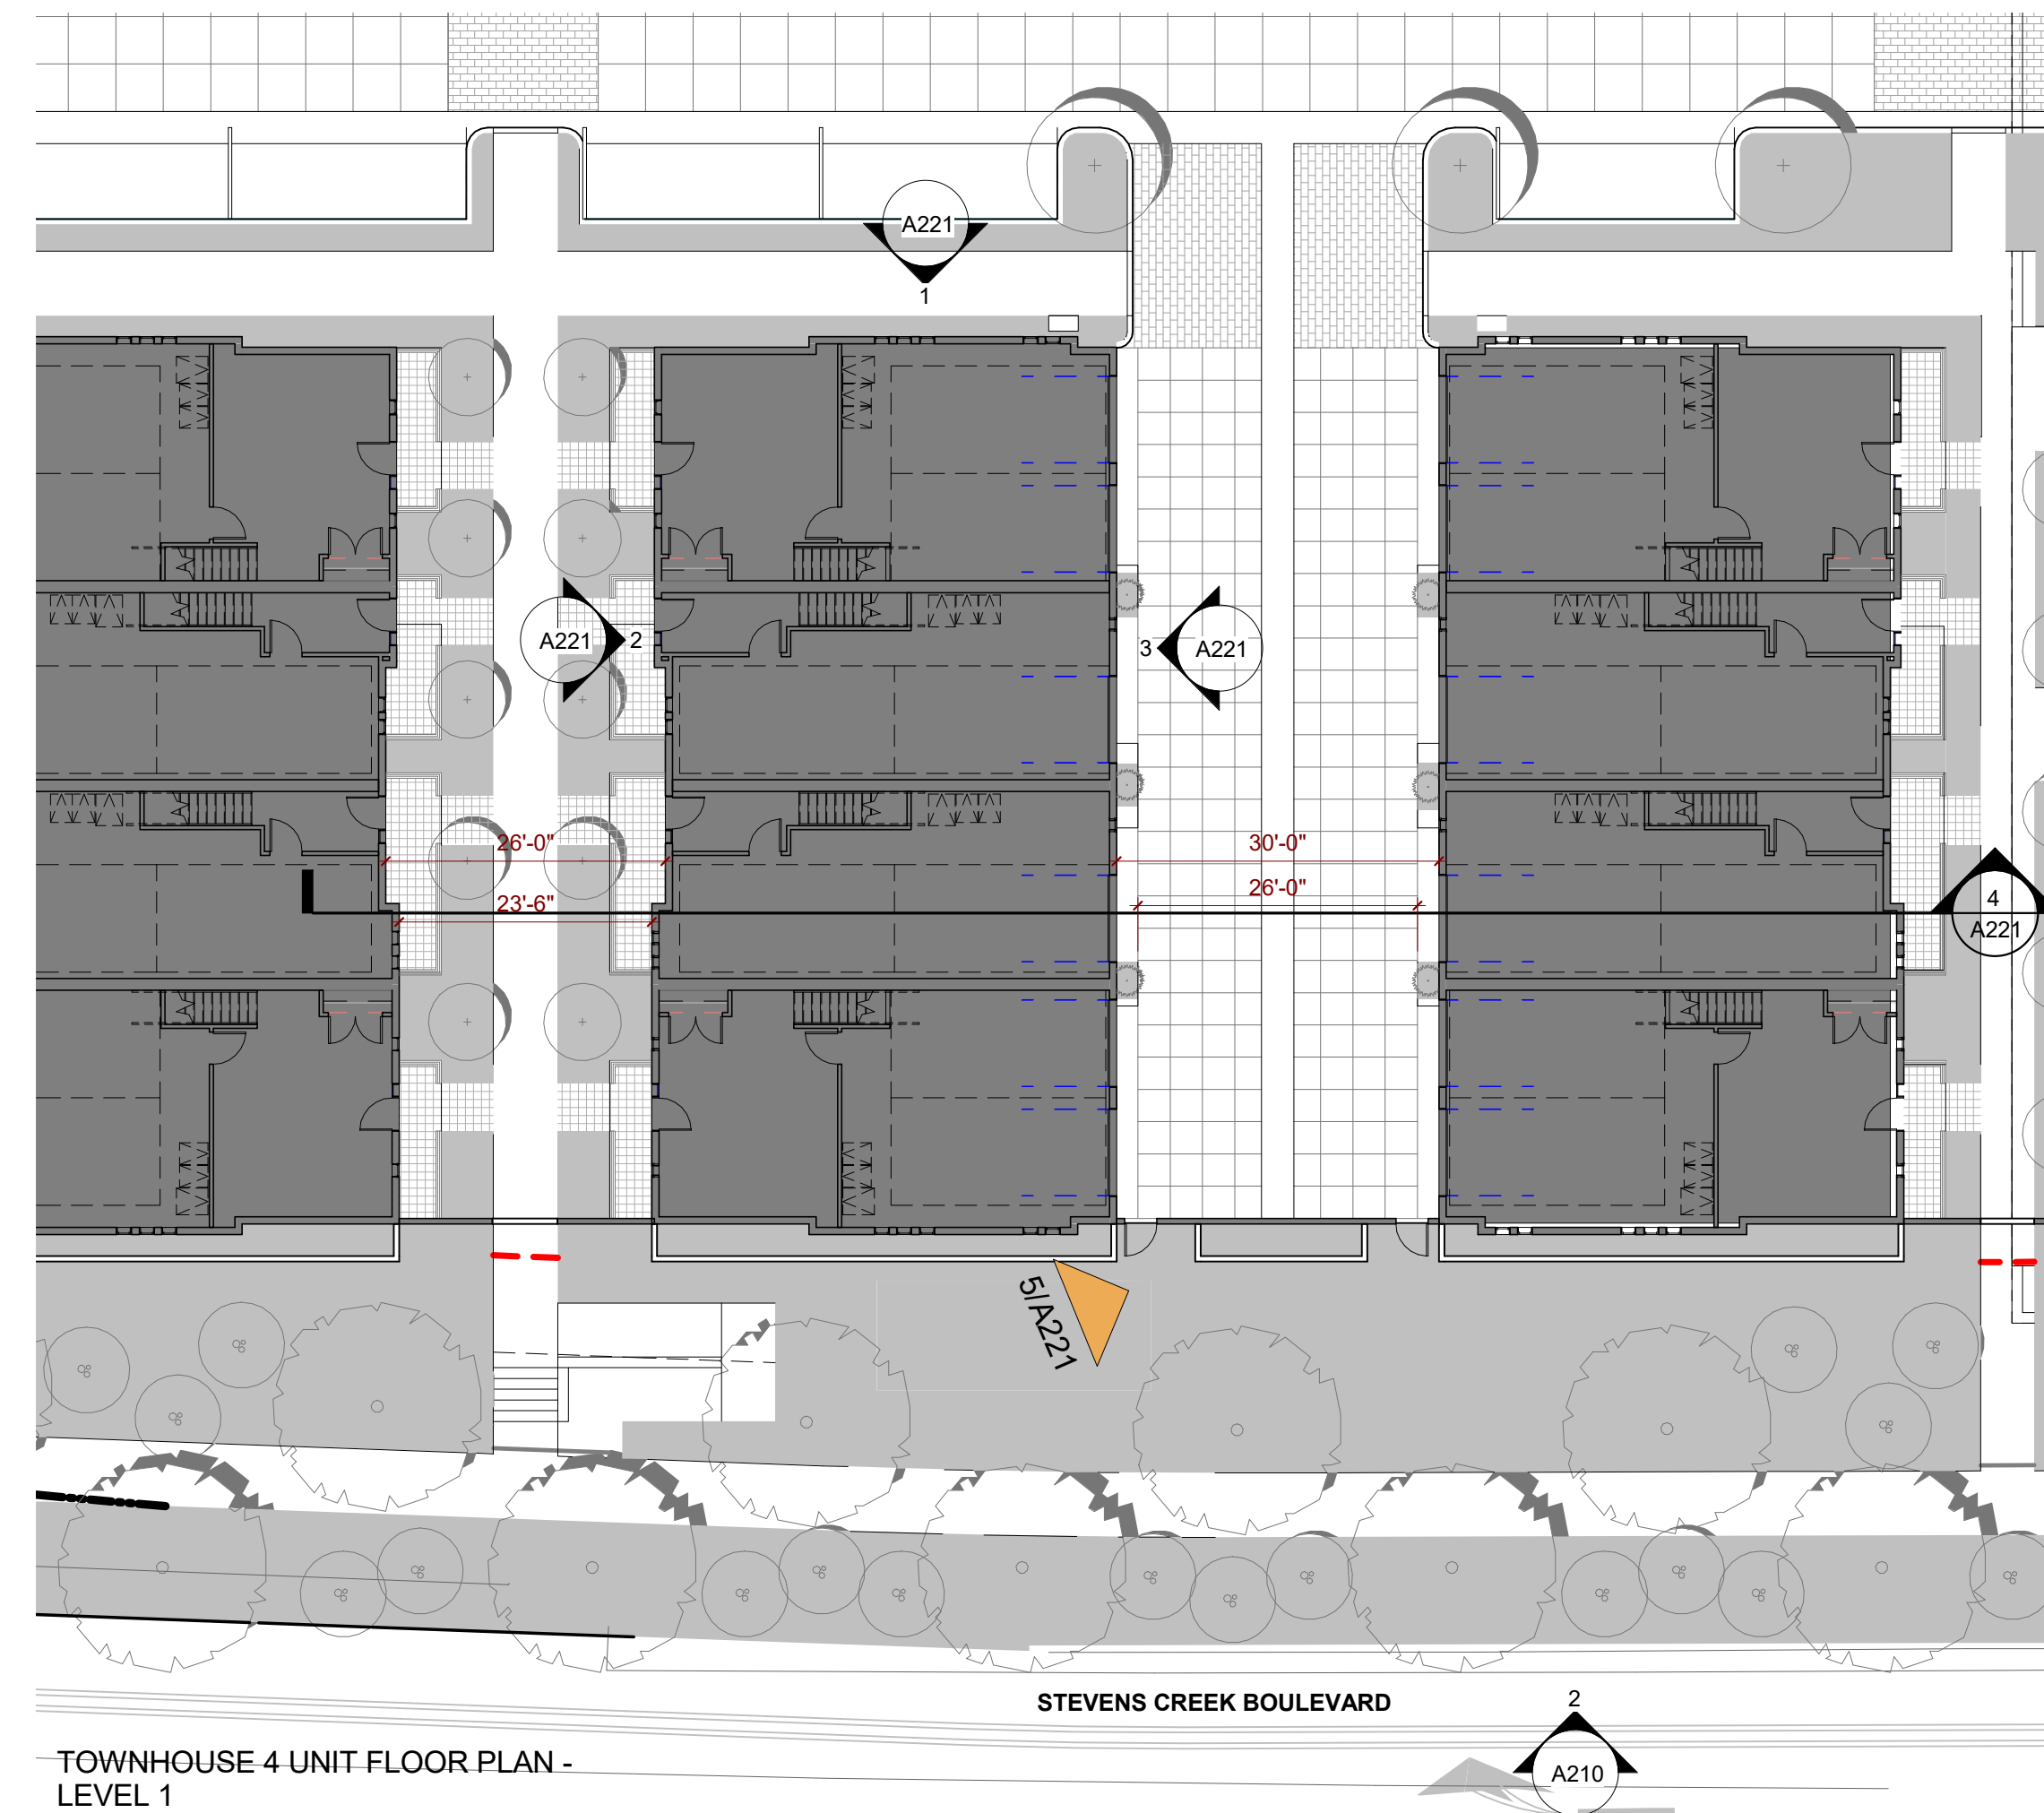 A221
1
A221
2
3
A221
26'-0"
30'-0"
23'-6"
26'-0"
4
A221
5/A221
STEVENS CREEK BOULEVARD
2
A210
TOWNHOUSE 4 UNIT FLOOR PLAN -
LEVEL 1